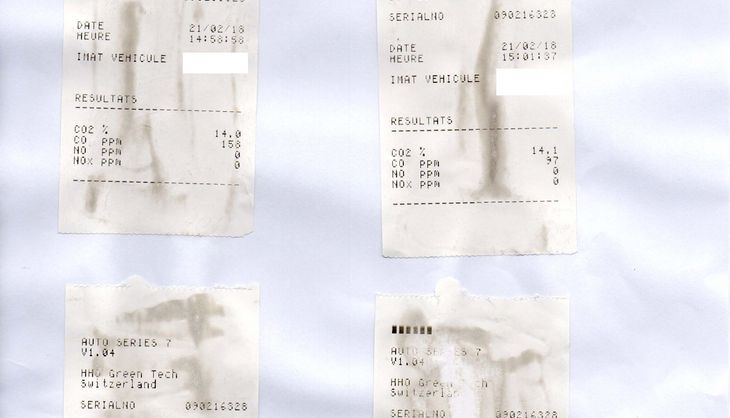 DATE 21/02/18
HEURE 14:58:58
IMAT VEHICULE
RESULTATS
CO2 % 14.0
CO PPM 158
NO PPM 0
NOx PPM 0
SERIALNO 090216328
DATE 21/02/18
HEURE 15:01:37
IMAT VEHICULE
RESULTATS
CO2 % 14.1
CO PPM 97
NO PPM 0
NOx PPM 0
AUTO SERIES 7
V1.04
HHO Green Tech
Switzerland
SERIALNO 090216328
AUTO SERIES 7
V1.04
HHO Green Tech
Switzerland
SERIALNO 090216328